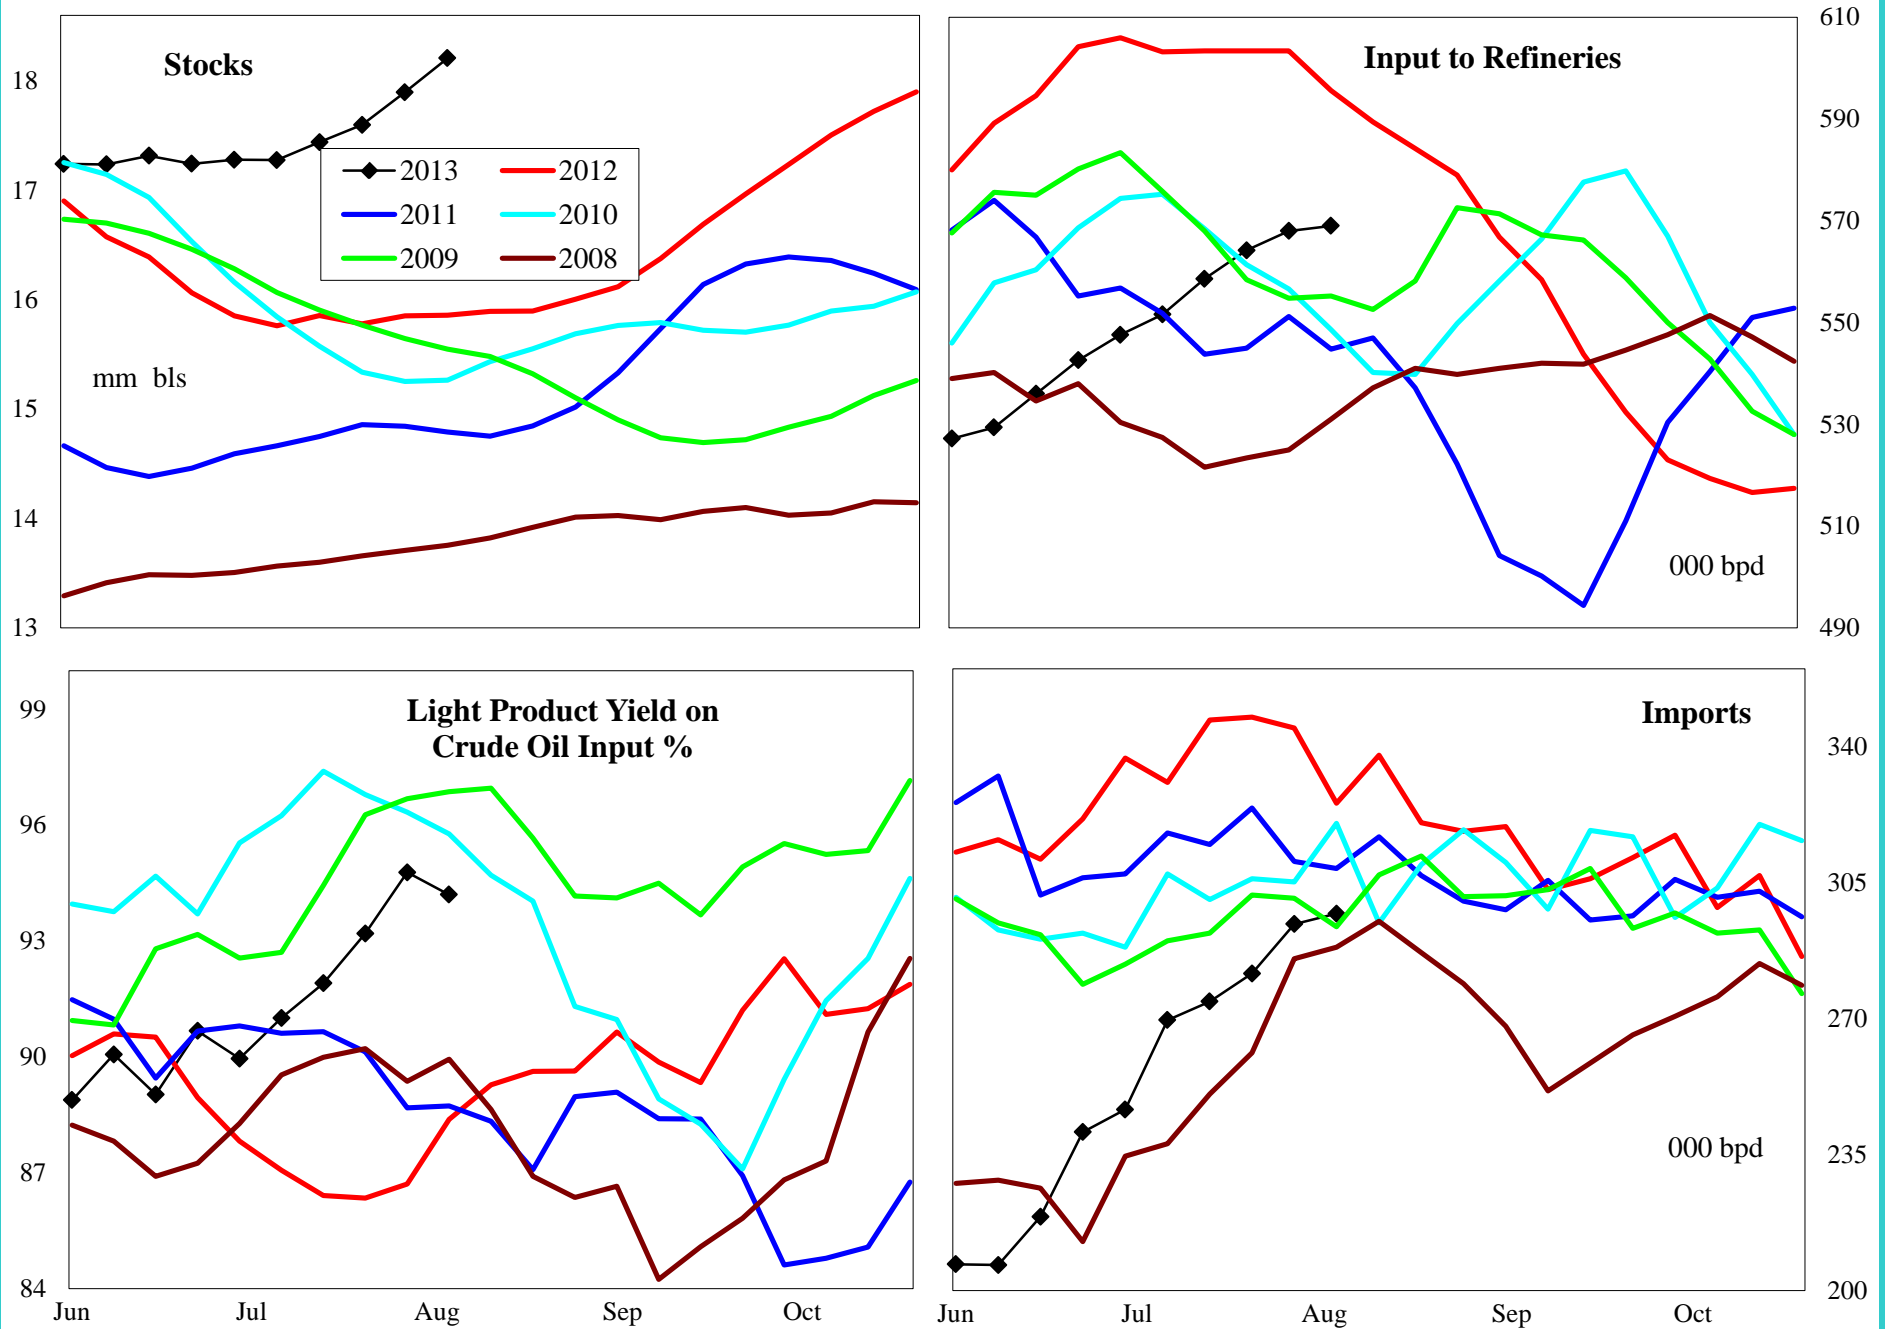 Stocks
18
17
16
15
14
13
mm bls
2013 2012
2011 2010
2009 2008
Input to Refineries
610
590
570
550
530
510
490
000 bpd
Light Product Yield on
Crude Oil Input %
99
96
93
90
87
84
Jun Jul Aug Sep Oct
Imports
340
305
270
235
200
000 bpd
Jun Jul Aug Sep Oct